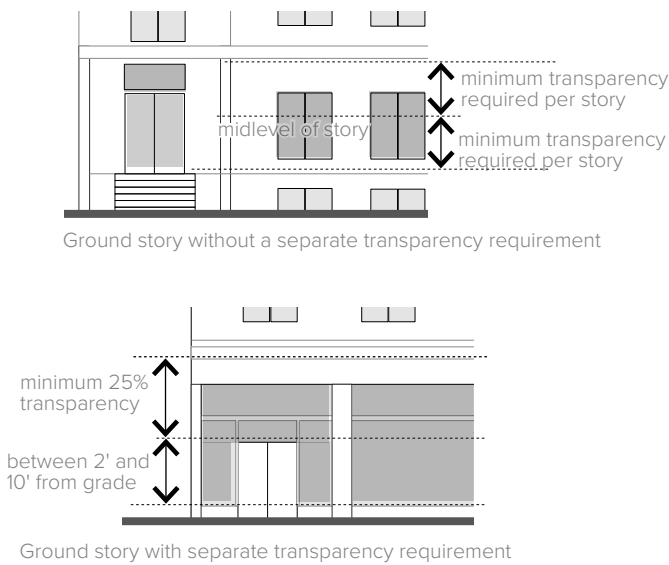 minimum transparency
required per story
midlevel of story
minimum transparency
required per story
Ground story without a separate transparency requirement
minimum 25%
transparency
between 2' and
10' from grade
Ground story with separate transparency requirement